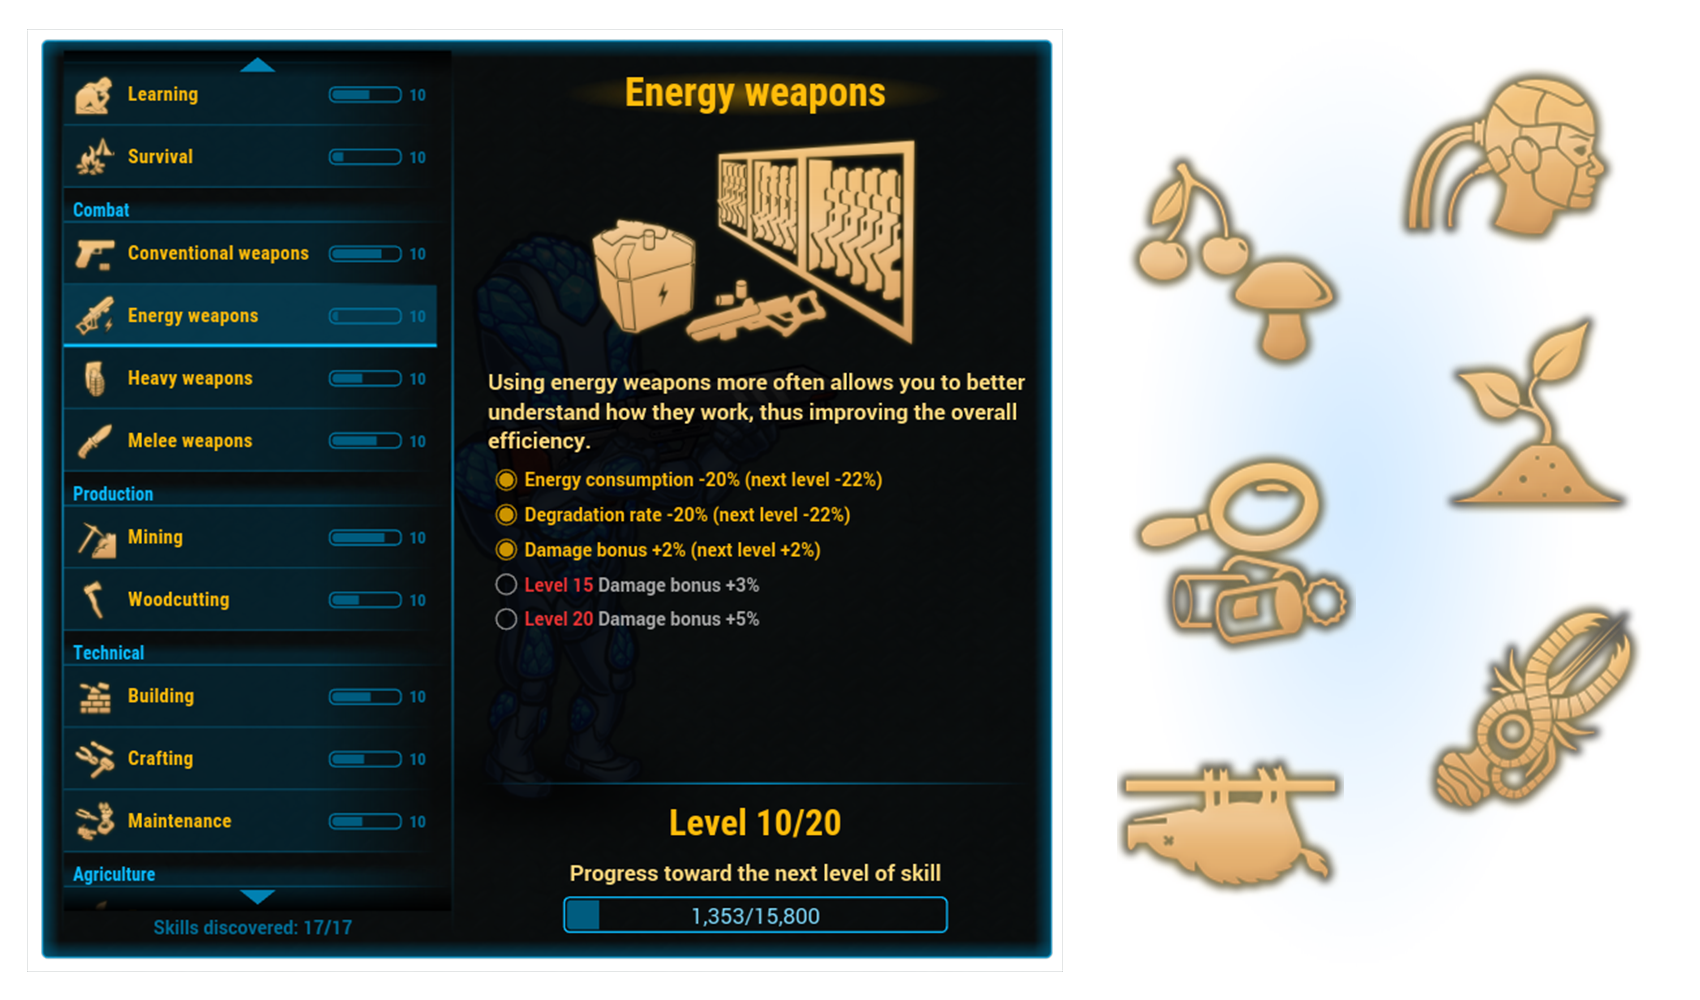 Learning 10
Survival 10
Combat
Conventional weapons 10
Energy weapons 10
Heavy weapons 10
Melee weapons 10
Production
Mining 10
Woodcutting 10
Technical
Building 10
Crafting 10
Maintenance 10
Agriculture
Skills discovered: 17/17
Energy weapons
Using energy weapons more often allows you to better
understand how they work, thus improving the overall
efficiency.
Energy consumption -20% (next level -22%)
Degradation rate -20% (next level -22%)
Damage bonus +2% (next level +2%)
Level 15 Damage bonus +3%
Level 20 Damage bonus +5%
Level 10/20
Progress toward the next level of skill
1,353/15,800